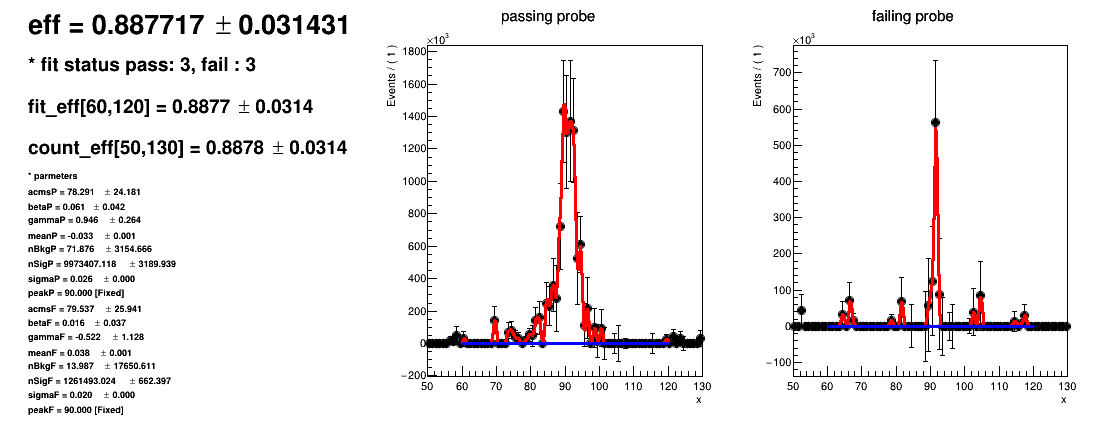 eff = 0.887717 ± 0.031431
* fit status pass: 3, fail : 3
fit_eff[60,120] = 0.8877 ± 0.0314
count_eff[50,130] = 0.8878 ± 0.0314
* parmeters
acmsP = 78.291 ± 24.181
betaP = 0.061 ± 0.042
gammaP = 0.946 ± 0.264
meanP = -0.033 ± 0.001
nBkgP = 71.876 ± 3154.666
nSigP = 9973407.118 ± 3189.939
sigmaP = 0.026 ± 0.000
peakP = 90.000 [Fixed]
acmsF = 79.537 ± 25.941
betaF = 0.016 ± 0.037
gammaF = -0.522 ± 1.128
meanF = 0.038 ± 0.001
nBkgF = 13.987 ± 17650.611
nSigF = 1261493.024 ± 662.397
sigmaF = 0.020 ± 0.000
peakF = 90.000 [Fixed]
passing probe
×10³
Events / ( 1 )
1800
1600
1400
1200
1000
800
600
400
200
0
−200
50 60 70 80 90 100 110 120 130
x
failing probe
×10³
Events / ( 1 )
700
600
500
400
300
200
100
0
−100
50 60 70 80 90 100 110 120 130
x